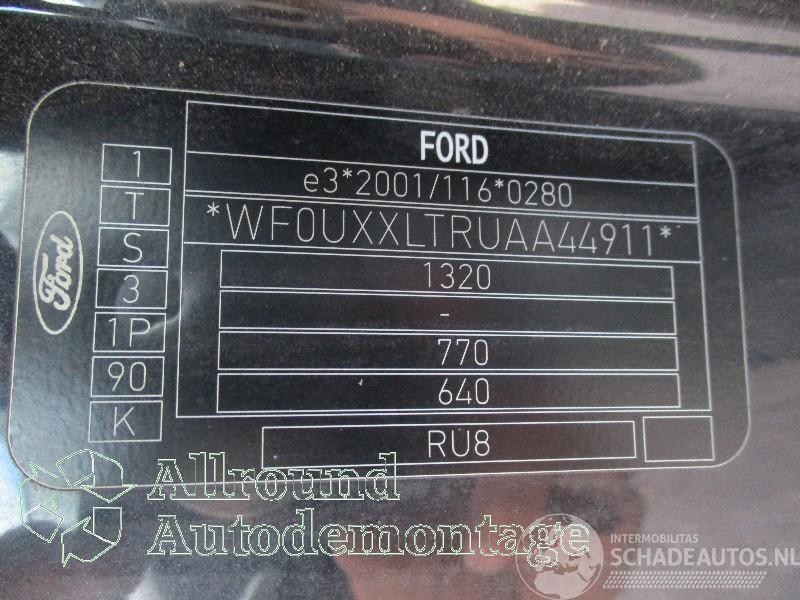 FORD
e3*2001/116*0280
*WF0UXXLTRUAA44911*
1320
-
770
640
RU8
1
T
S
3
1P
90
K
Ford
Allround
Autodemontage
INTERMOBILITAS
SCHADEAUTOS.NL